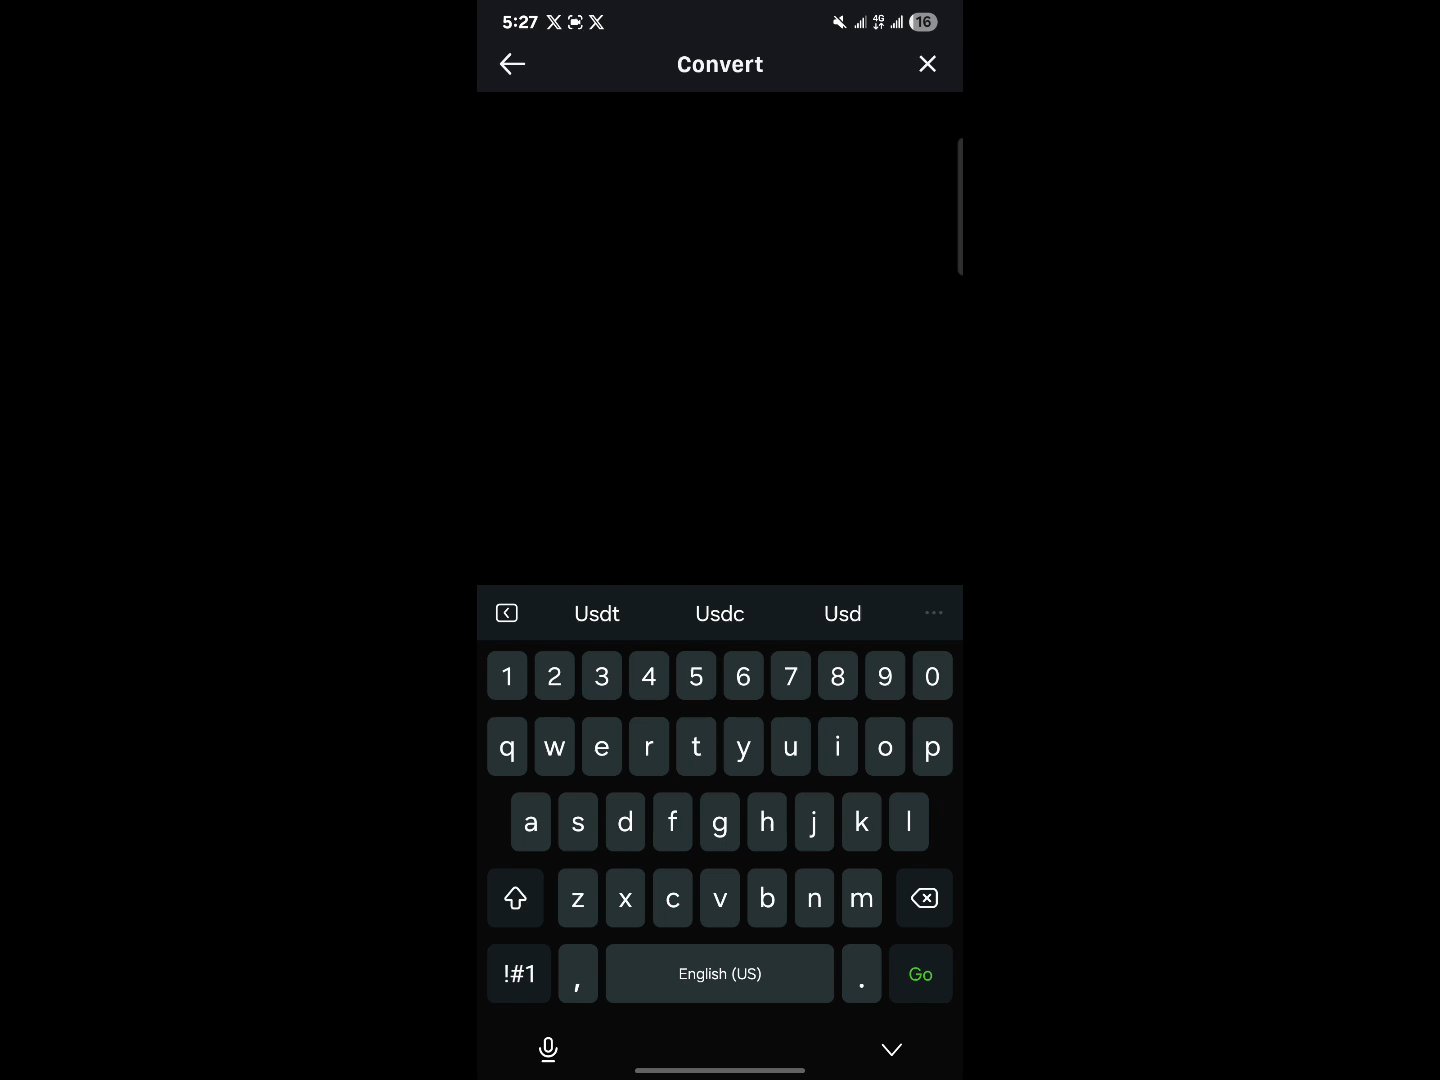 5:27 4G 16
Convert
Usdt Usdc Usd ...
1 2 3 4 5 6 7 8 9 0
q w e r t y u i o p
a s d f g h j k l
z x c v b n m
!#1 , English (US) . Go